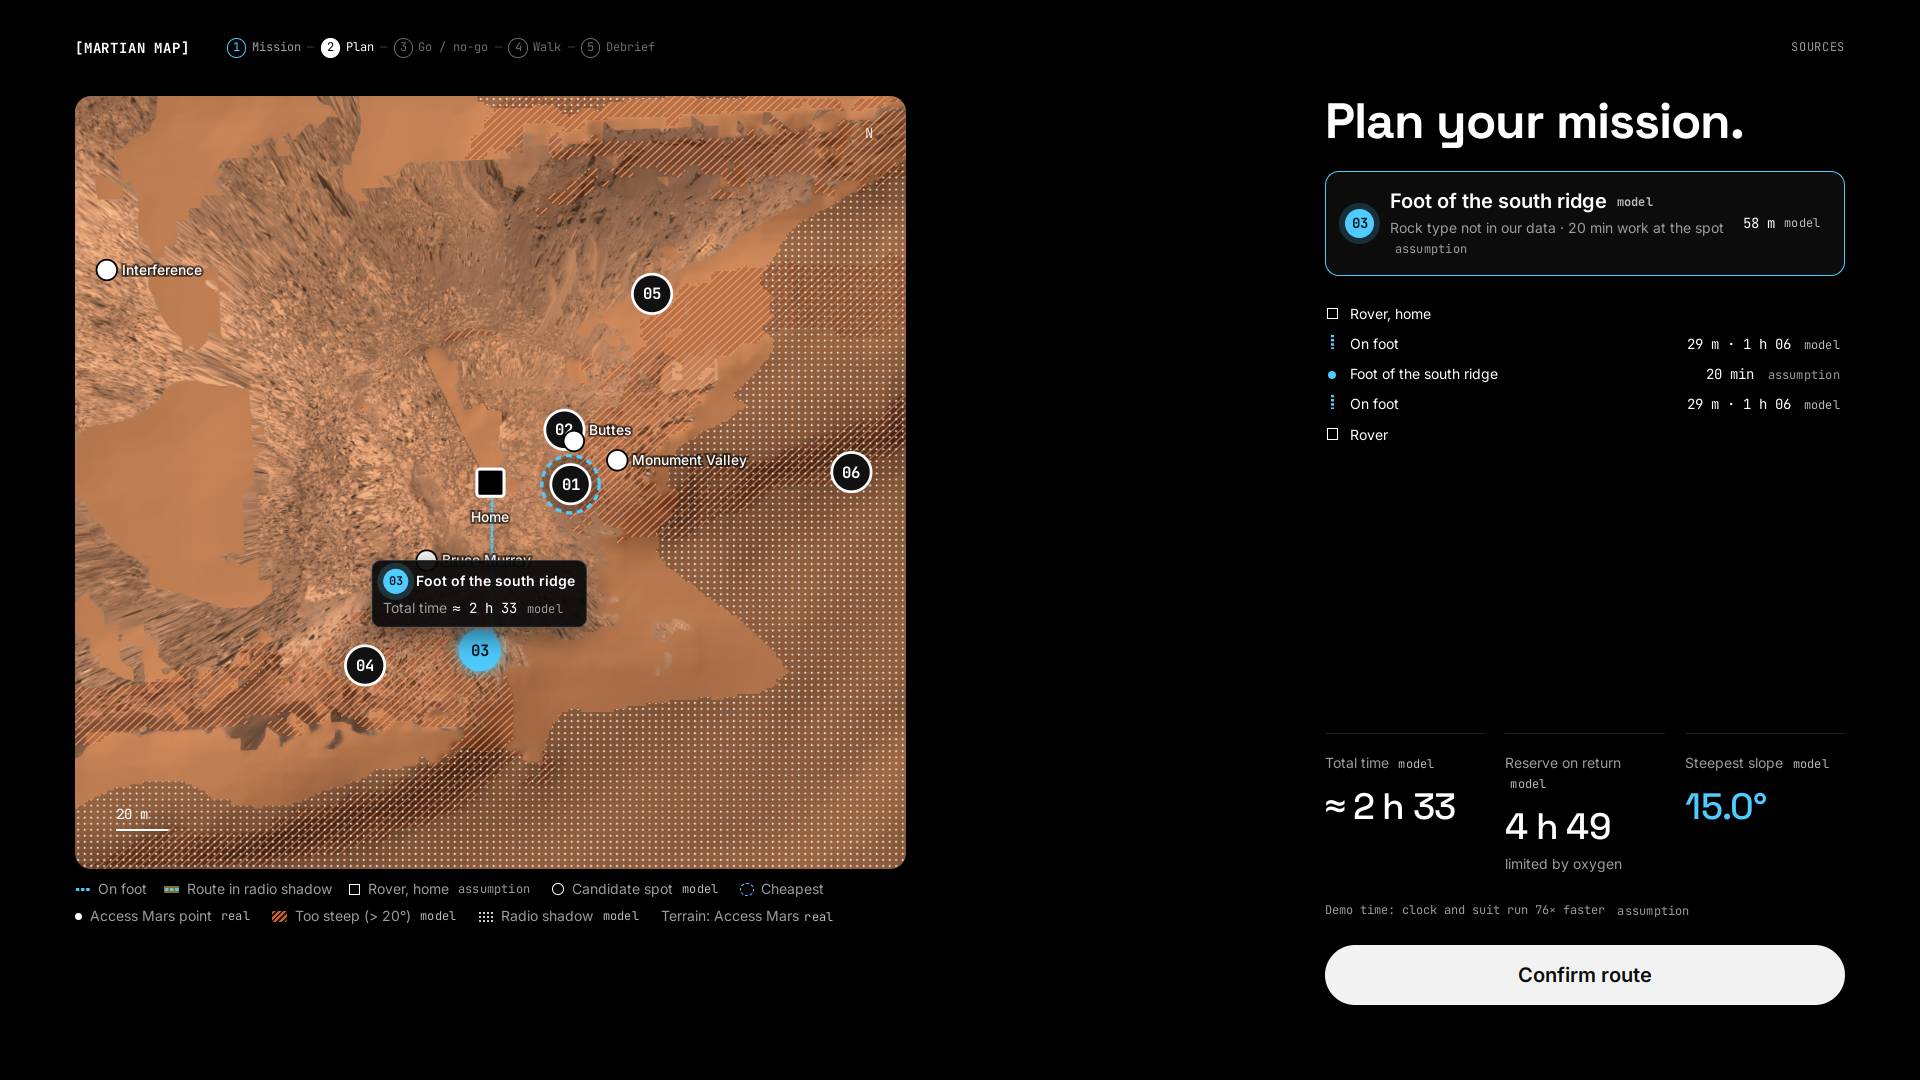 [MARTIAN MAP]
1 Mission — 2 Plan — 3 Go / no-go — 4 Walk — 5 Debrief
SOURCES
N
Interference
05
02
Buttes
Monument Valley
06
01
Home
Bruce Murray
03 Foot of the south ridge
Total time ≈ 2 h 33 model
03
04
20 m
On foot
Route in radio shadow
Rover, home assumption
Candidate spot model
Cheapest
Access Mars point real
Too steep (> 20°) model
Radio shadow model
Terrain: Access Mars real
Plan your mission.
03
Foot of the south ridge model
Rock type not in our data · 20 min work at the spot
assumption
58 m model
Rover, home
On foot 29 m · 1 h 06 model
Foot of the south ridge 20 min assumption
On foot 29 m · 1 h 06 model
Rover
Total time model
≈ 2 h 33
Reserve on return
model
4 h 49
limited by oxygen
Steepest slope model
15.0°
Demo time: clock and suit run 76× faster assumption
Confirm route